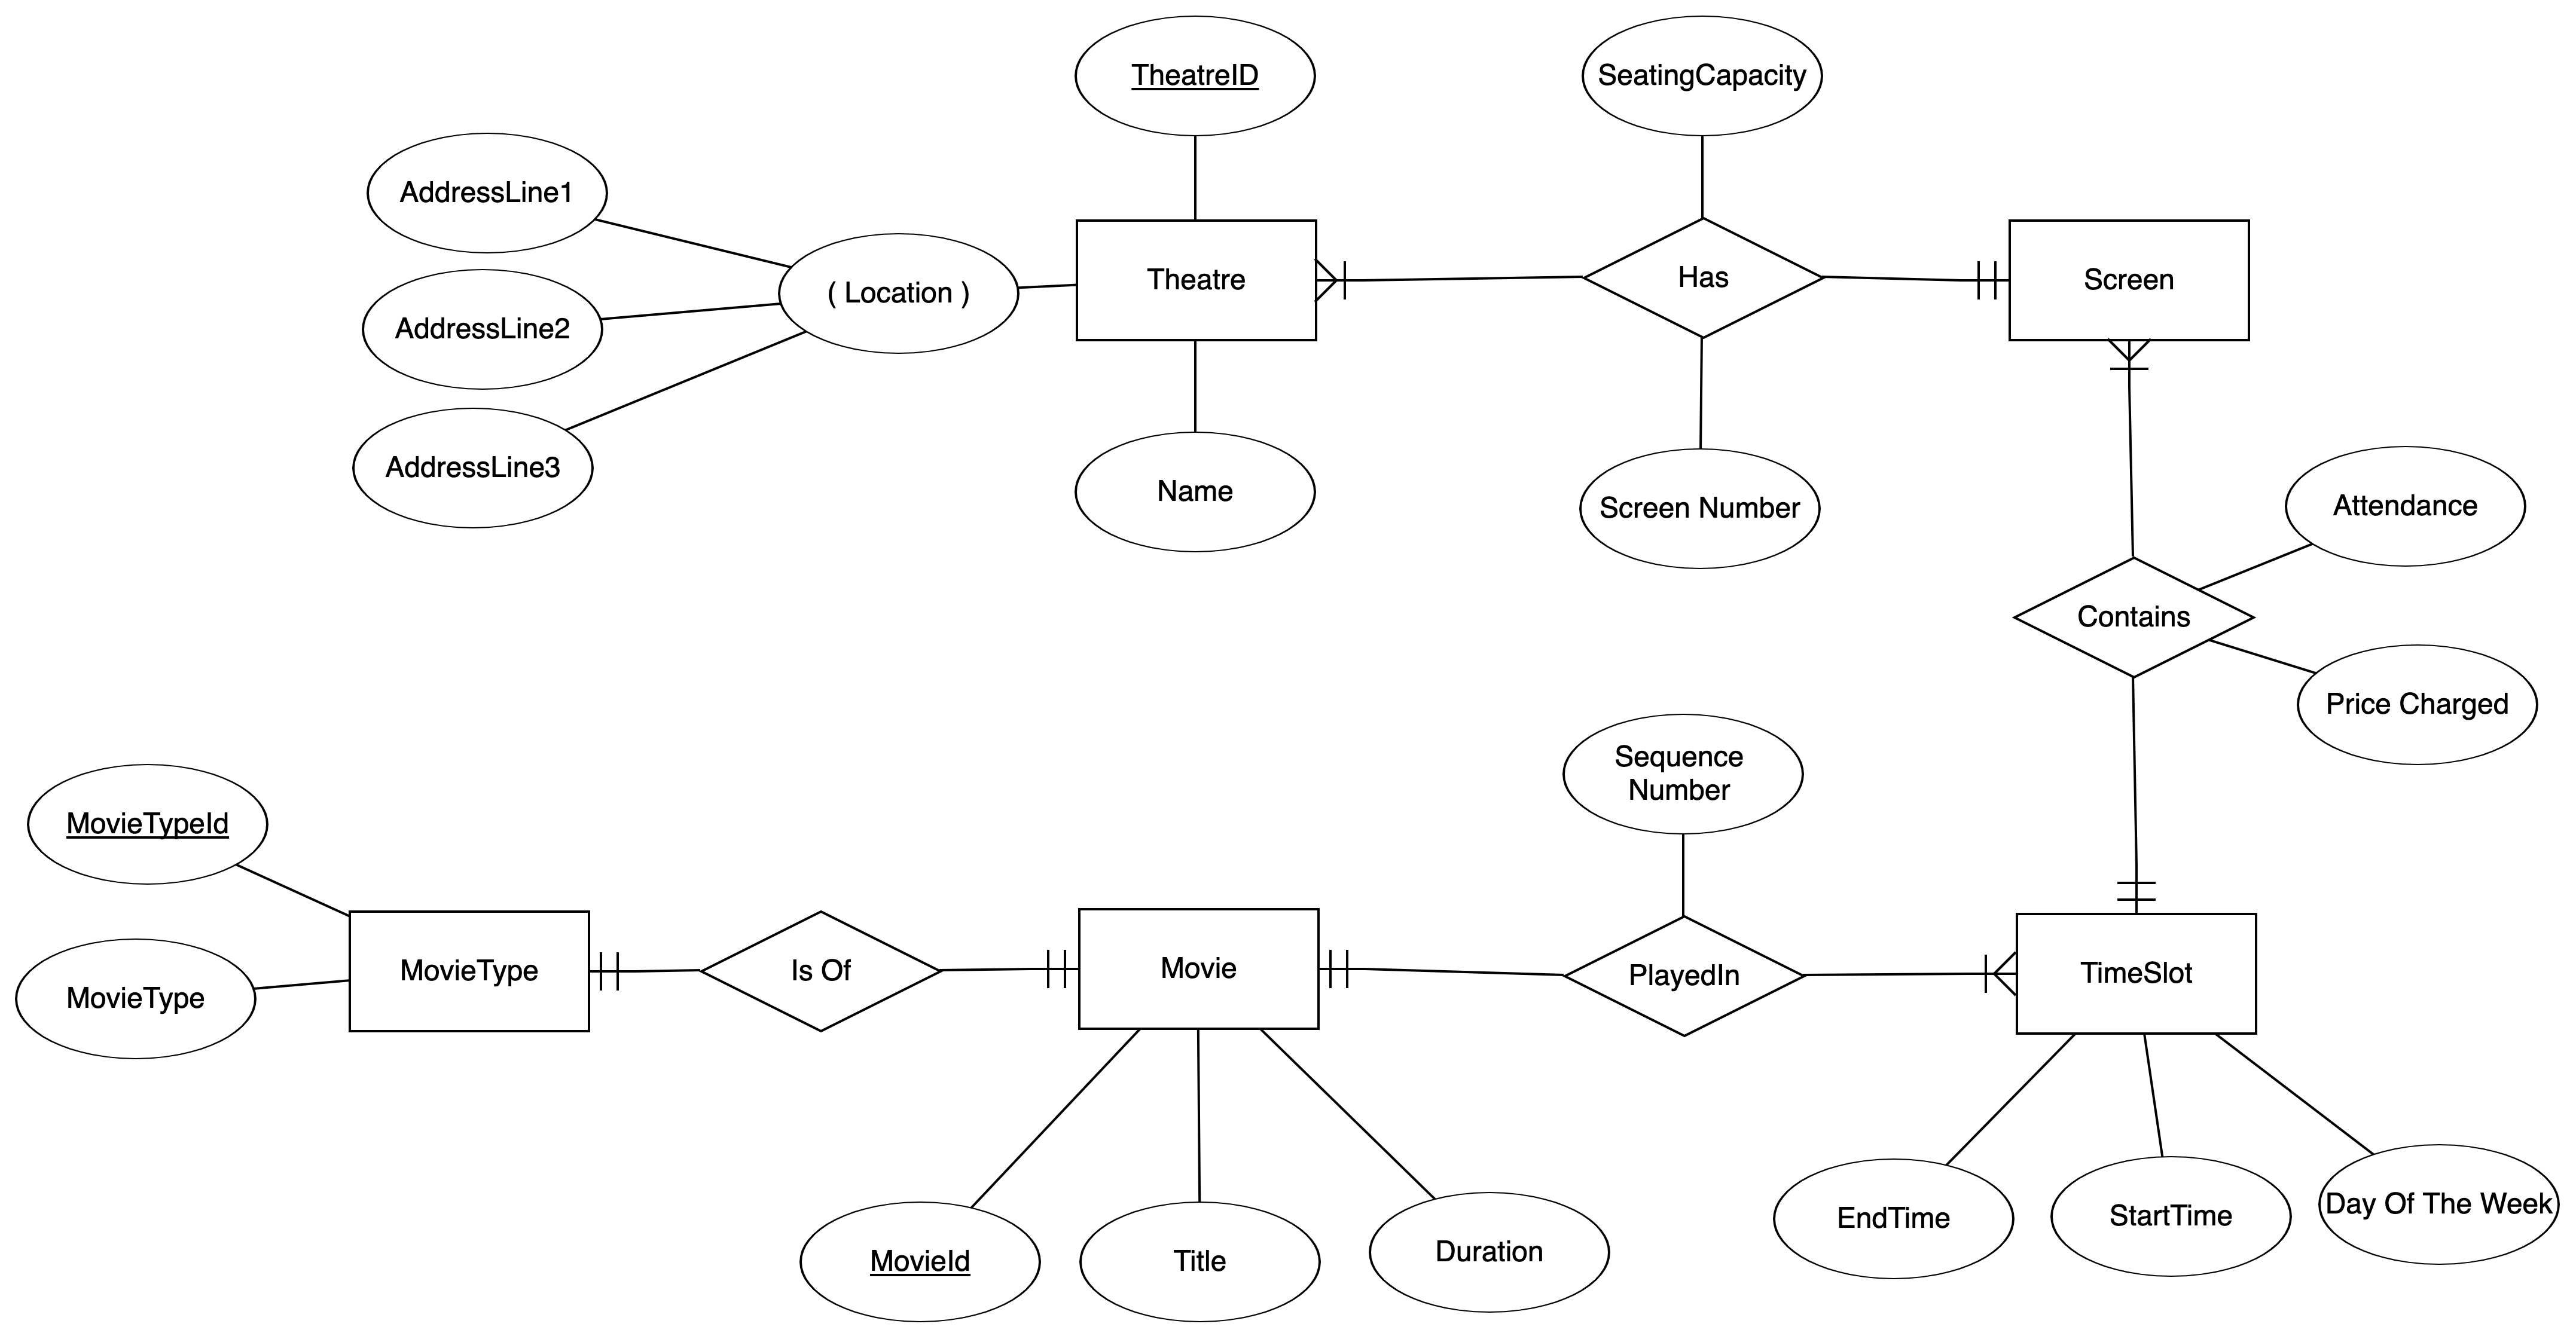 TheatreID
SeatingCapacity
AddressLine1
( Location )
Theatre
Has
Screen
AddressLine2
AddressLine3
Name
Screen Number
Attendance
Contains
Price Charged
Sequence
Number
MovieTypeId
MovieType
MovieType
Is Of
Movie
PlayedIn
TimeSlot
MovieId
Title
Duration
EndTime
StartTime
Day Of The Week